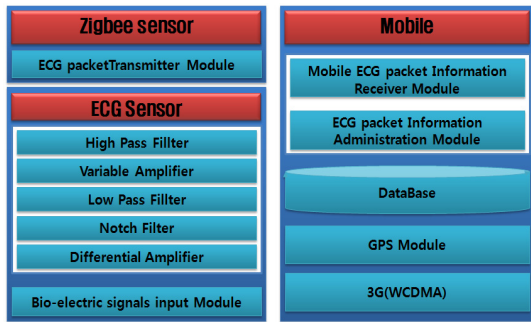 Zigbee sensor
ECG packetTransmitter Module
ECG Sensor
High Pass Fillter
Variable Amplifier
Low Pass Fillter
Notch Filter
Differential Amplifier
Bio-electric signals input Module
Mobile
Mobile ECG packet Information
Receiver Module
ECG packet Information
Administration Module
DataBase
GPS Module
3G(WCDMA)